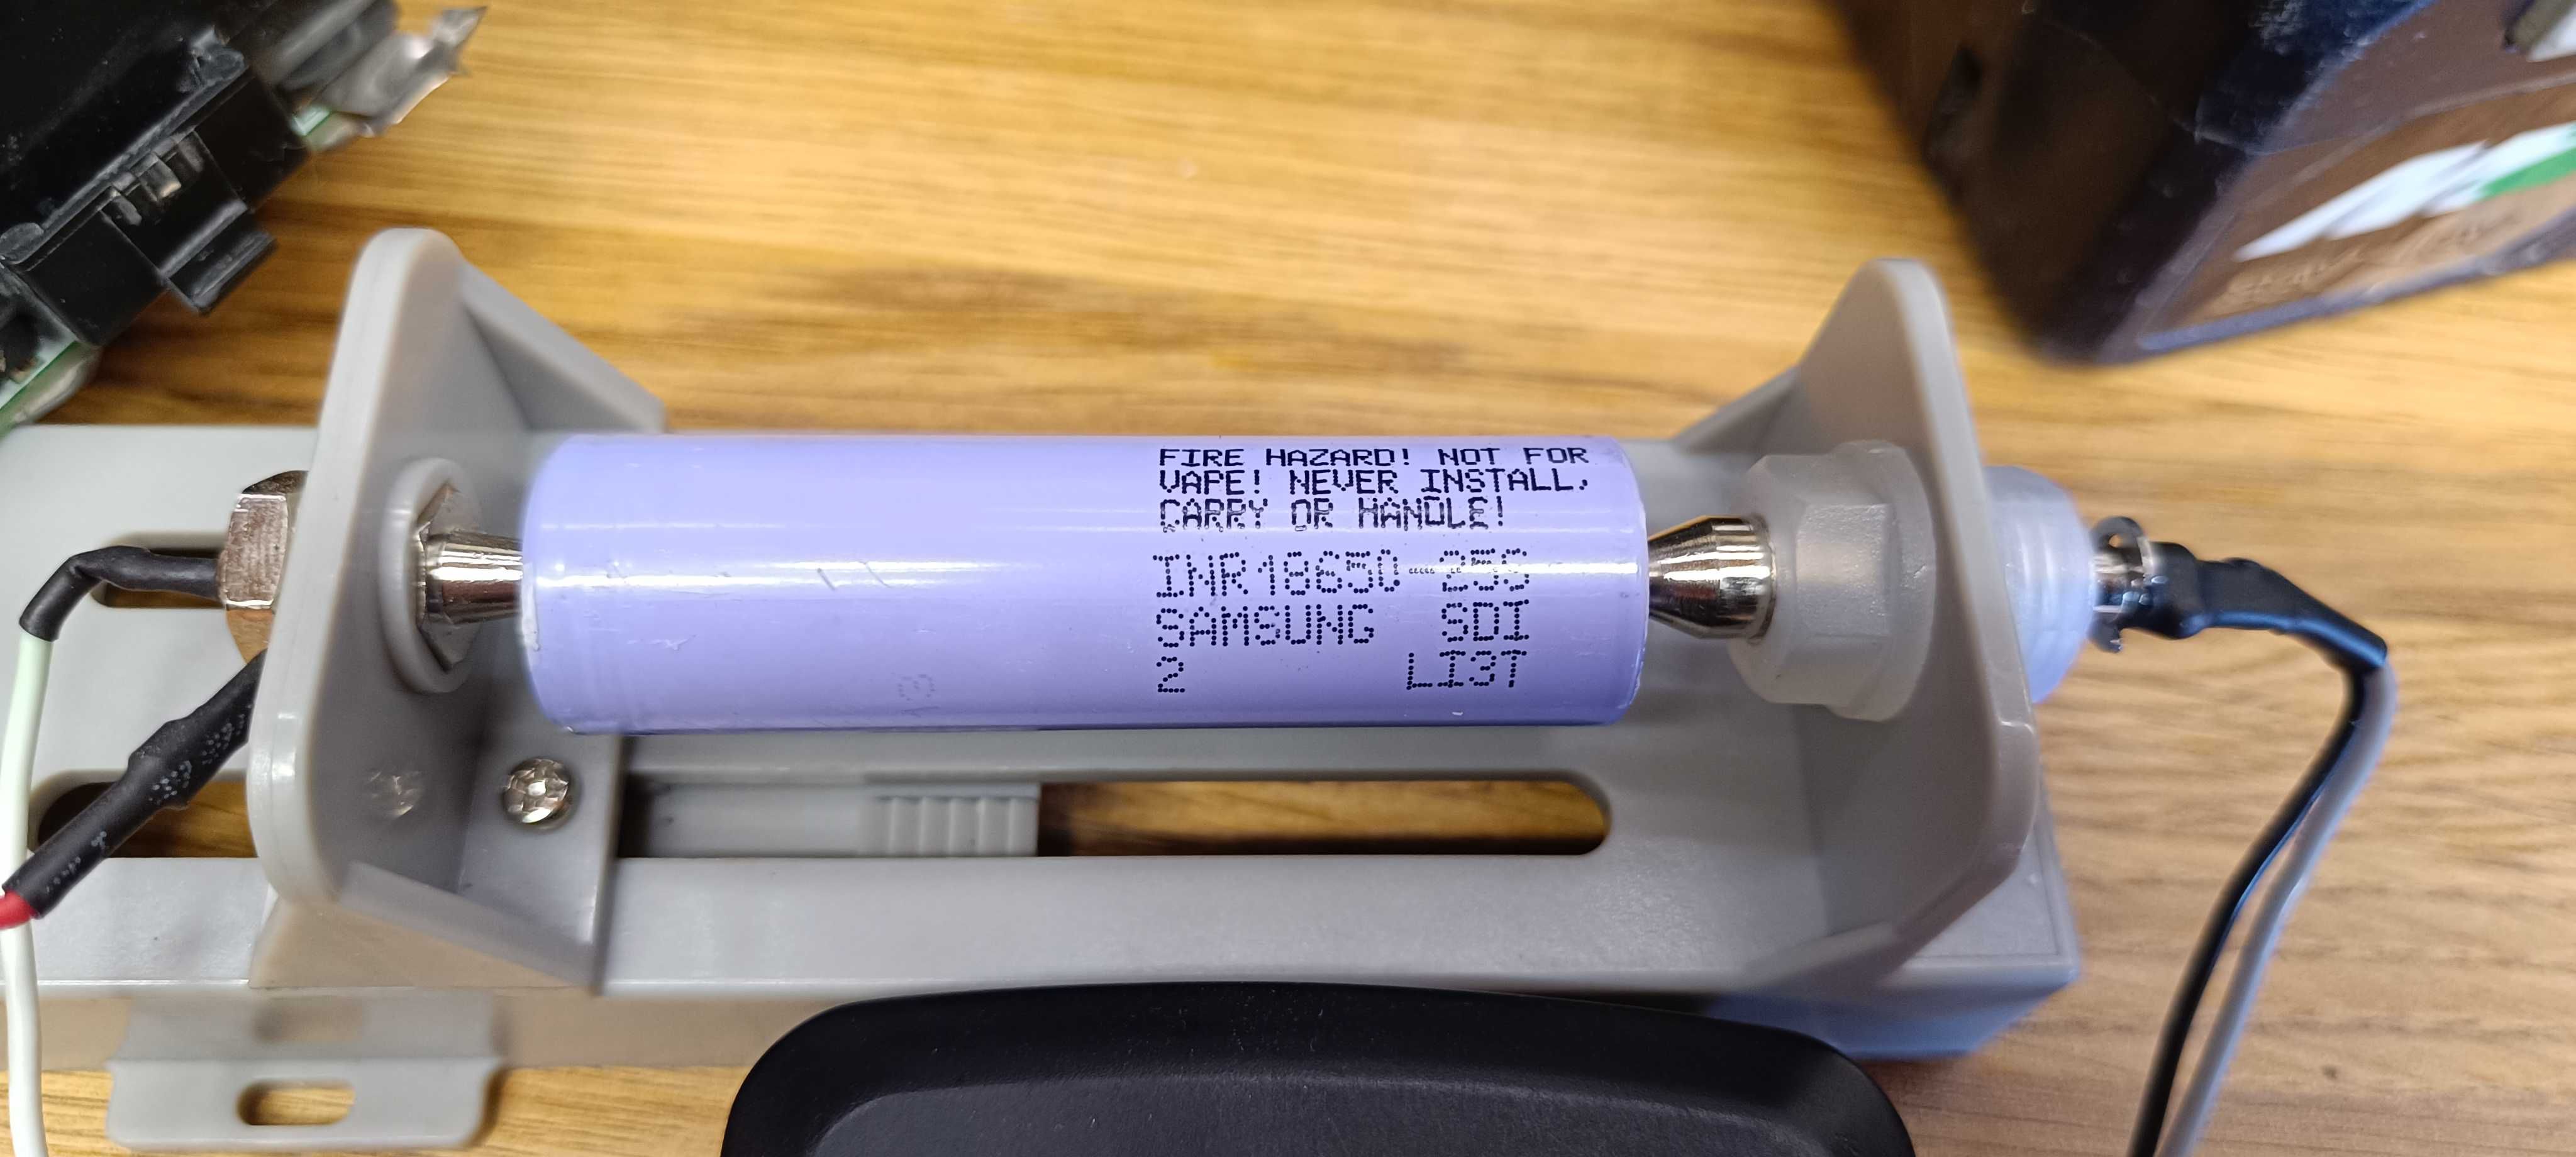 FIRE HAZARD! NOT FOR
VAPE! NEVER INSTALL,
CARRY OR HANDLE!
INR18650-25S
SAMSUNG SDI
2 LI3T